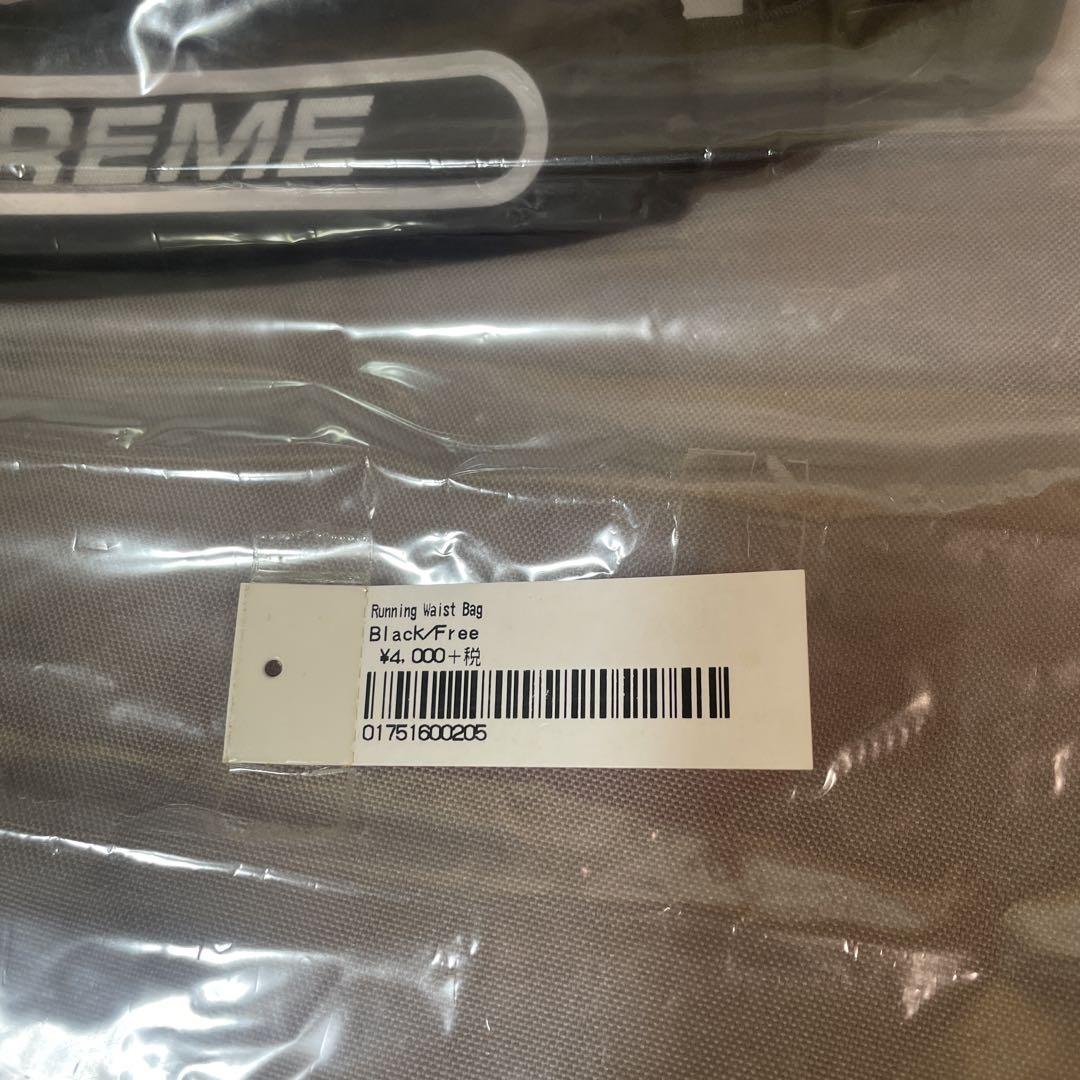 REME
Running Waist Bag
Black/Free
¥4,000+税
01751600205